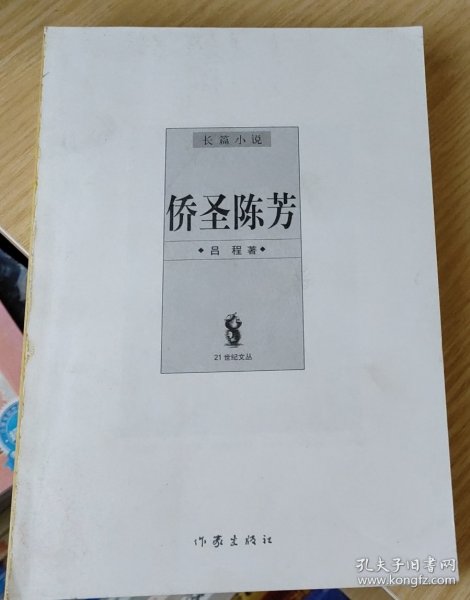 长篇小说
侨圣陈芳
◆吕 程著◆
21世纪文丛
作家出版社
孔夫子旧书网
www.kongfz.com